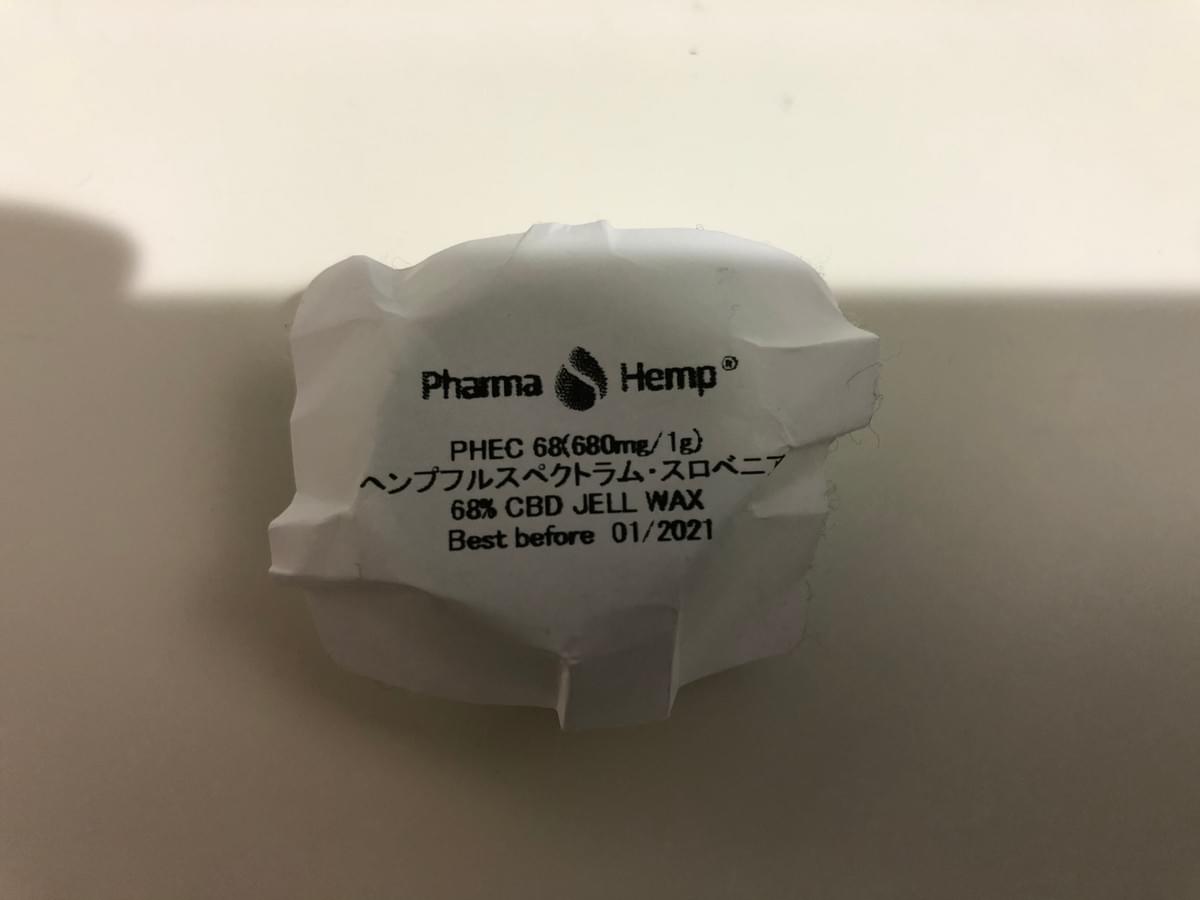 Pharma Hemp®
PHEC 68(680mg/1g)
ヘンプフルスペクトラム・スロベニア
68% CBD JELL WAX
Best before 01/2021